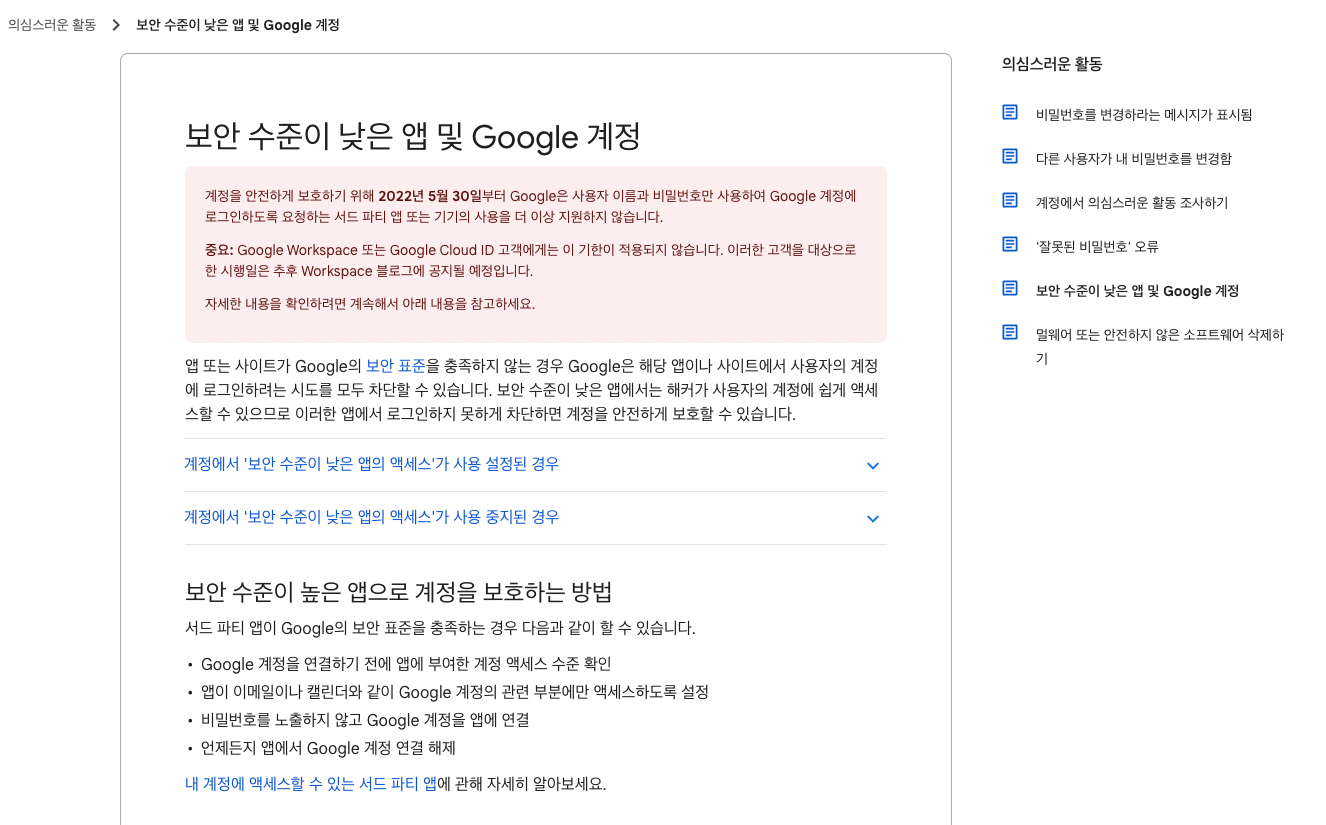 의심스러운 활동 > 보안 수준이 낮은 앱 및 Google 계정
보안 수준이 낮은 앱 및 Google 계정
계정을 안전하게 보호하기 위해 2022년 5월 30일부터 Google은 사용자 이름과 비밀번호만 사용하여 Google 계정에
로그인하도록 요청하는 서드 파티 앱 또는 기기의 사용을 더 이상 지원하지 않습니다.
중요: Google Workspace 또는 Google Cloud ID 고객에게는 이 기한이 적용되지 않습니다. 이러한 고객을 대상으로
한 시행일은 추후 Workspace 블로그에 공지될 예정입니다.
자세한 내용을 확인하려면 계속해서 아래 내용을 참고하세요.
앱 또는 사이트가 Google의 보안 표준을 충족하지 않는 경우 Google은 해당 앱이나 사이트에서 사용자의 계정
에 로그인하려는 시도를 모두 차단할 수 있습니다. 보안 수준이 낮은 앱에서는 해커가 사용자의 계정에 쉽게 액세
스할 수 있으므로 이러한 앱에서 로그인하지 못하게 차단하면 계정을 안전하게 보호할 수 있습니다.
계정에서 '보안 수준이 낮은 앱의 액세스'가 사용 설정된 경우
계정에서 '보안 수준이 낮은 앱의 액세스'가 사용 중지된 경우
보안 수준이 높은 앱으로 계정을 보호하는 방법
서드 파티 앱이 Google의 보안 표준을 충족하는 경우 다음과 같이 할 수 있습니다.
• Google 계정을 연결하기 전에 앱에 부여한 계정 액세스 수준 확인
• 앱이 이메일이나 캘린더와 같이 Google 계정의 관련 부분에만 액세스하도록 설정
• 비밀번호를 노출하지 않고 Google 계정을 앱에 연결
• 언제든지 앱에서 Google 계정 연결 해제
내 계정에 액세스할 수 있는 서드 파티 앱에 관해 자세히 알아보세요.
의심스러운 활동
비밀번호를 변경하라는 메시지가 표시됨
다른 사용자가 내 비밀번호를 변경함
계정에서 의심스러운 활동 조사하기
'잘못된 비밀번호' 오류
보안 수준이 낮은 앱 및 Google 계정
멀웨어 또는 안전하지 않은 소프트웨어 삭제하
기